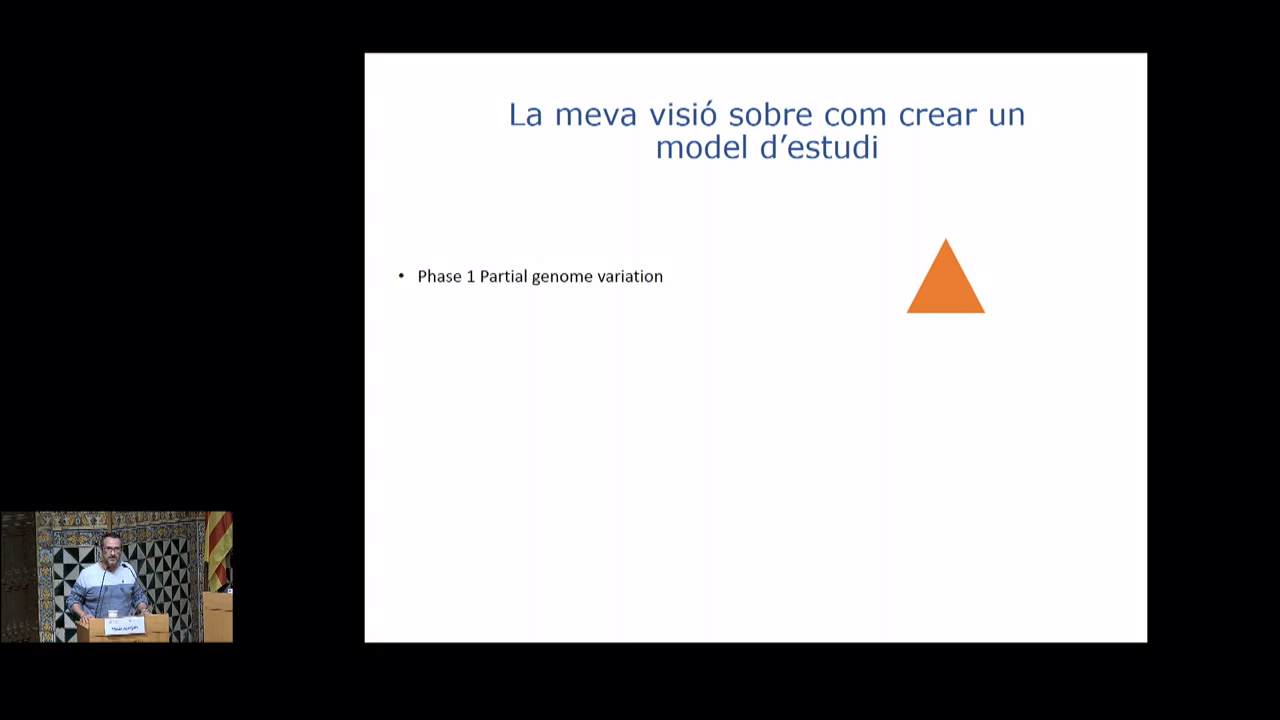 La meva visió sobre com crear un
model d’estudi
• Phase 1 Partial genome variation